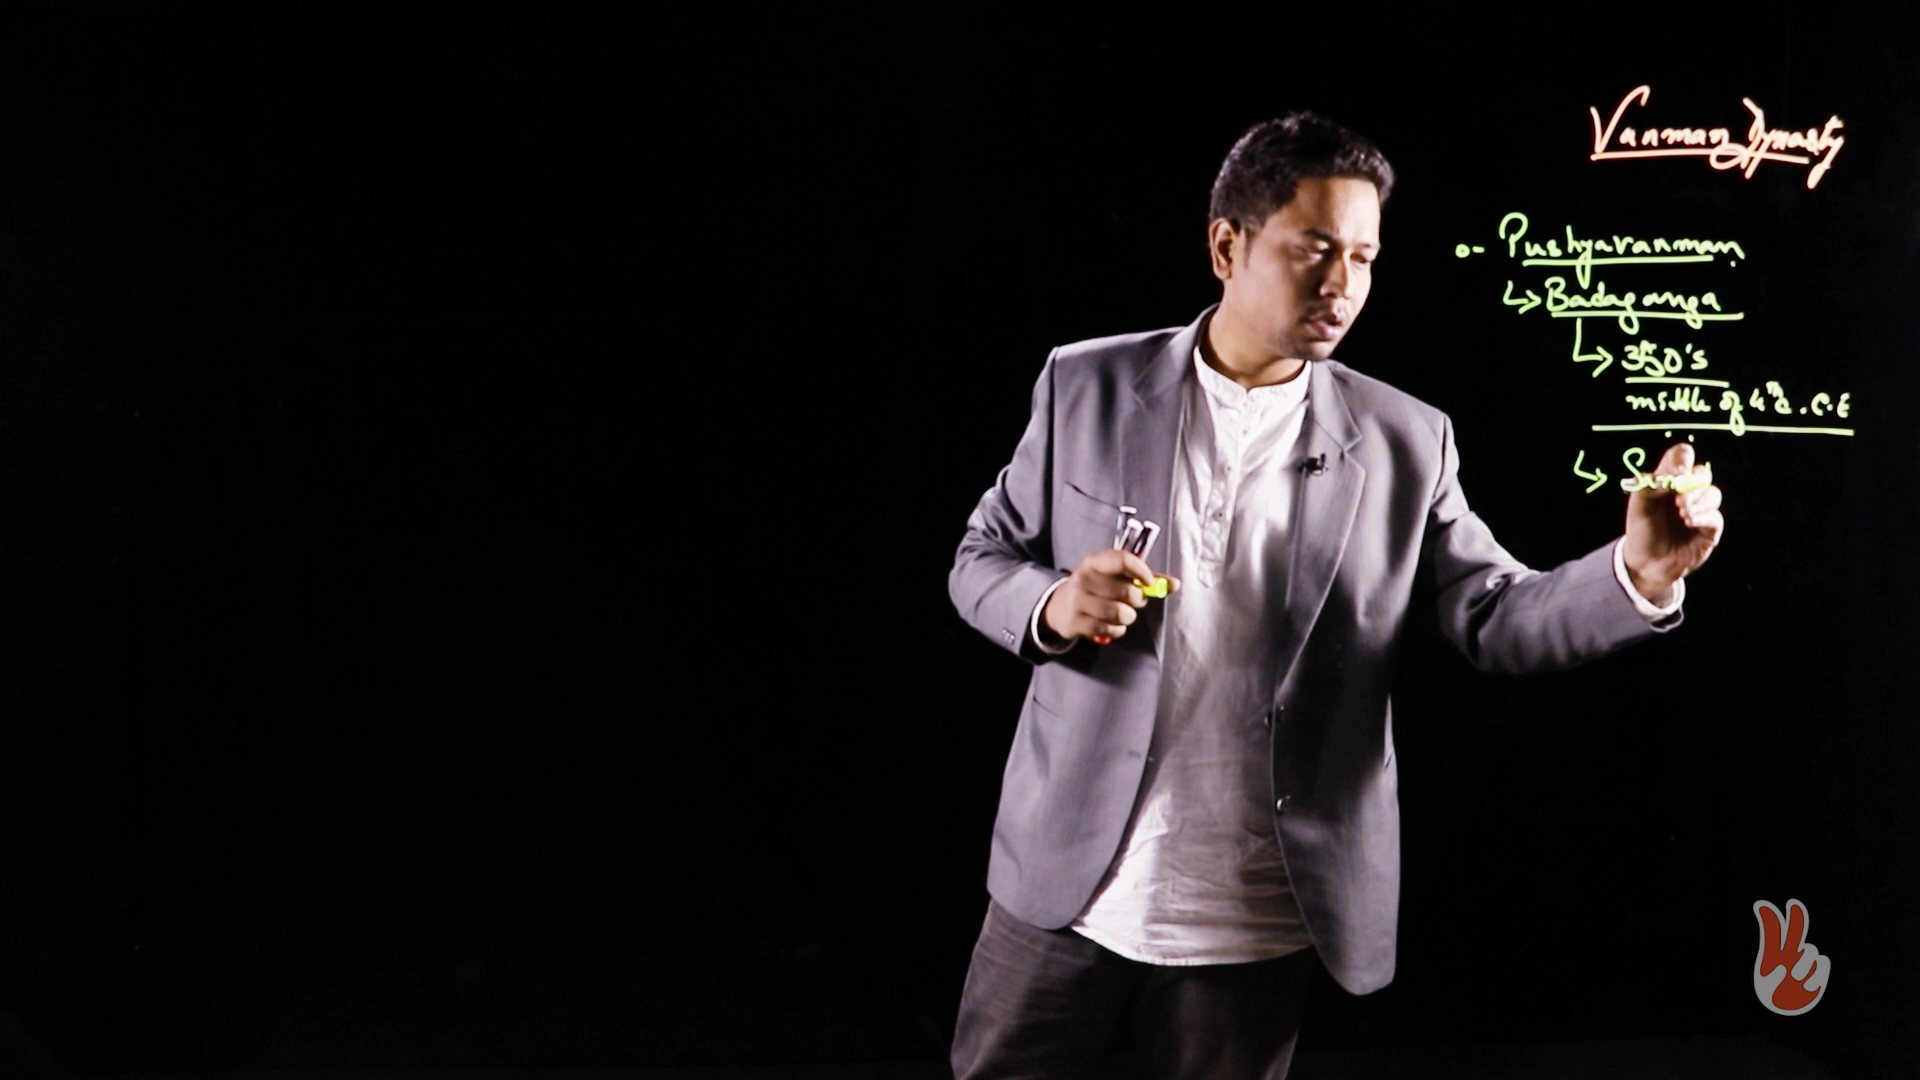 Varman Dynasty
Pushyavarman
↳ Badaganga
↳ 350's
middle of 4th c. C.E
↳